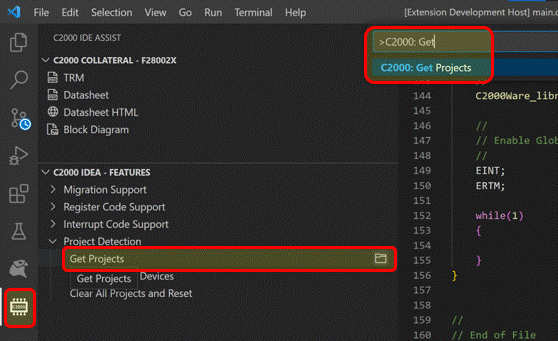 File Edit Selection View Go Run Terminal Help [Extension Development Host] main.c
C2000 IDE ASSIST
C2000 COLLATERAL - F28002X
TRM
Datasheet
Datasheet HTML
Block Diagram
C2000 IDEA - FEATURES
Migration Support
Register Code Support
Interrupt Code Support
Project Detection
Get Projects
Get Projects Devices
Clear All Projects and Reset
C2000
>C2000: Get
C2000: Get Projects
144 C2000Ware_libr
145
146 //
147 // Enable Glob
148 //
149 EINT;
150 ERTM;
151
152 while(1)
153 {
154
155 }
156 }
157
158
159 //
160 // End of File